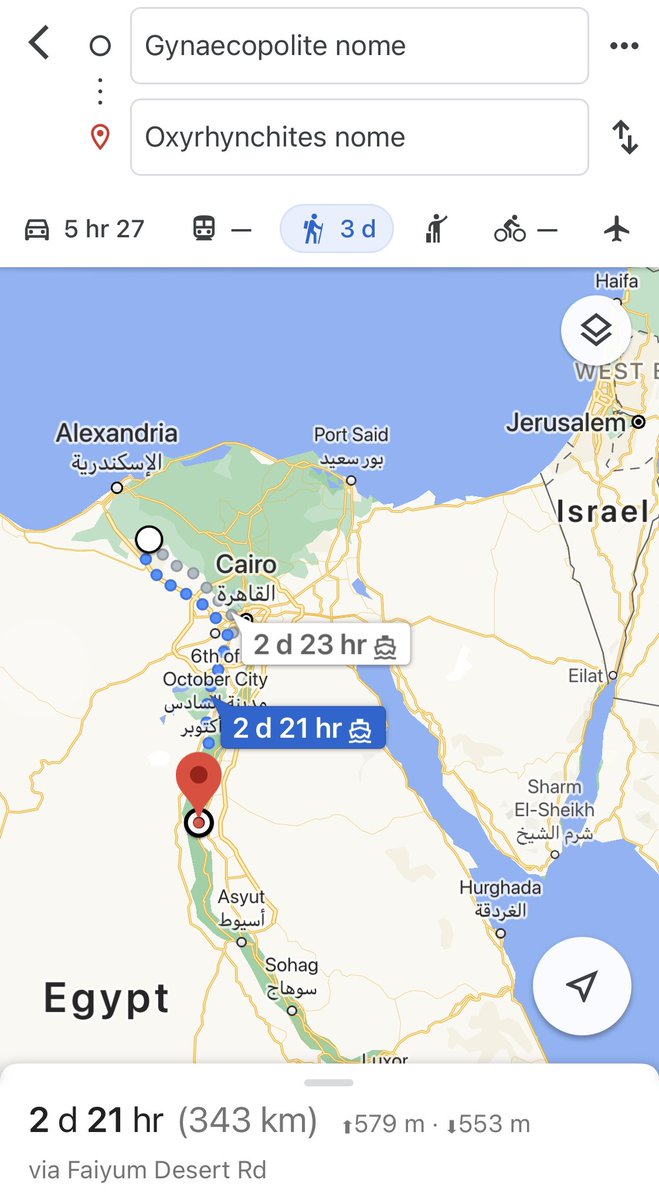 Gynaecopolite nome
Oxyrhynchites nome
5 hr 27
—
3 d
—
Haifa
WEST
Alexandria
الإسكندرية
Port Said
بورسعيد
Jerusalem
Israel
Cairo
القاهرة
2 d 23 hr
6th of
October City
مدينة السادس
أكتوبر
Eilat
2 d 21 hr
Sharm
El-Sheikh
شرم الشيخ
Hurghada
الغردقة
Asyut
أسيوط
Sohag
سوهاج
Egypt
Luxor
2 d 21 hr (343 km) 579 m · 553 m
via Faiyum Desert Rd